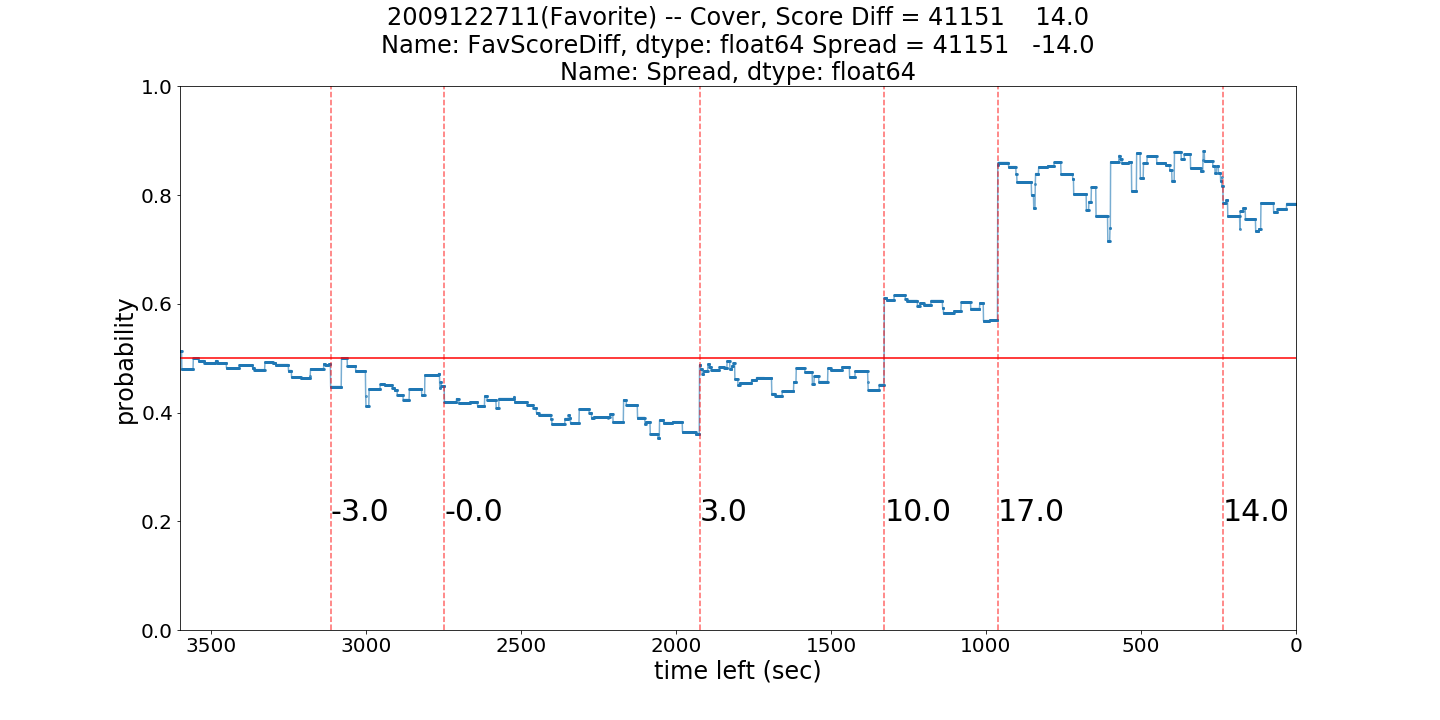 2009122711(Favorite) -- Cover, Score Diff = 41151    14.0
Name: FavScoreDiff, dtype: float64 Spread = 41151   -14.0
Name: Spread, dtype: float64
1.0
0.8
0.6
0.4
0.2
0.0
probability
-3.0
-0.0
3.0
10.0
17.0
14.0
3500 3000 2500 2000 1500 1000 500 0
time left (sec)